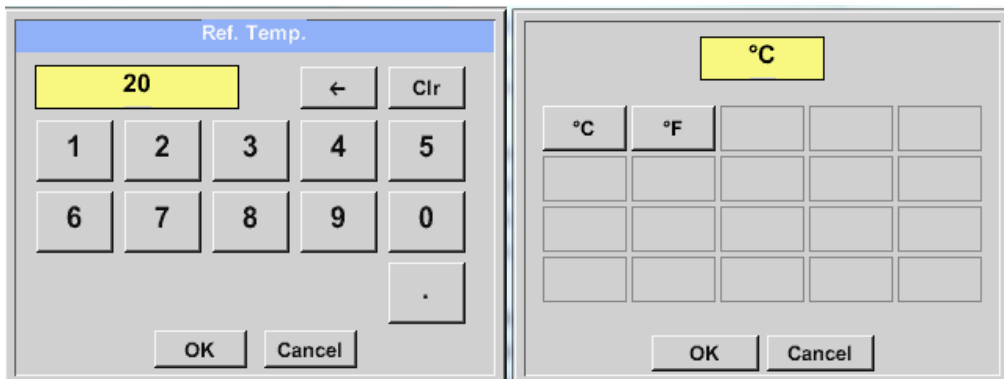 Ref. Temp.
20
← Clr
1 2 3 4 5
6 7 8 9 0
.
OK Cancel
°C
°C °F
OK Cancel